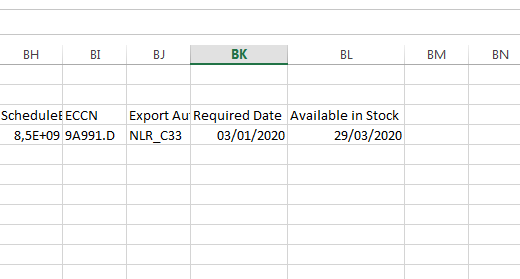 BH BI BJ BK BL BM BN
ScheduleB ECCN Export Au Required Date Available in Stock
8,5E+09 9A991.D NLR_C33 03/01/2020 29/03/2020